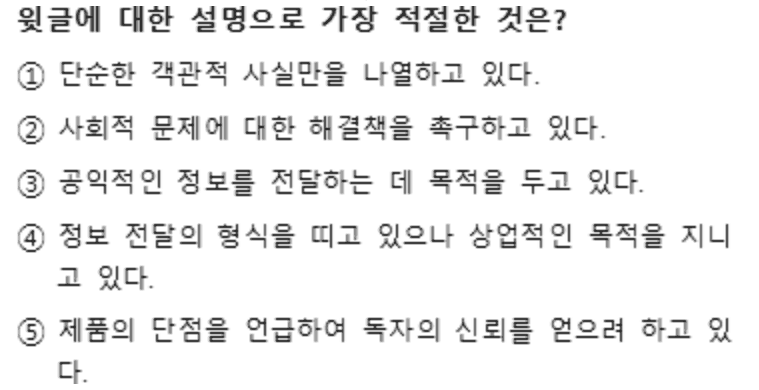 윗글에 대한 설명으로 가장 적절한 것은?
① 단순한 객관적 사실만을 나열하고 있다.
② 사회적 문제에 대한 해결책을 촉구하고 있다.
③ 공익적인 정보를 전달하는 데 목적을 두고 있다.
④ 정보 전달의 형식을 띠고 있으나 상업적인 목적을 지니
고 있다.
⑤ 제품의 단점을 언급하여 독자의 신뢰를 얻으려 하고 있
다.